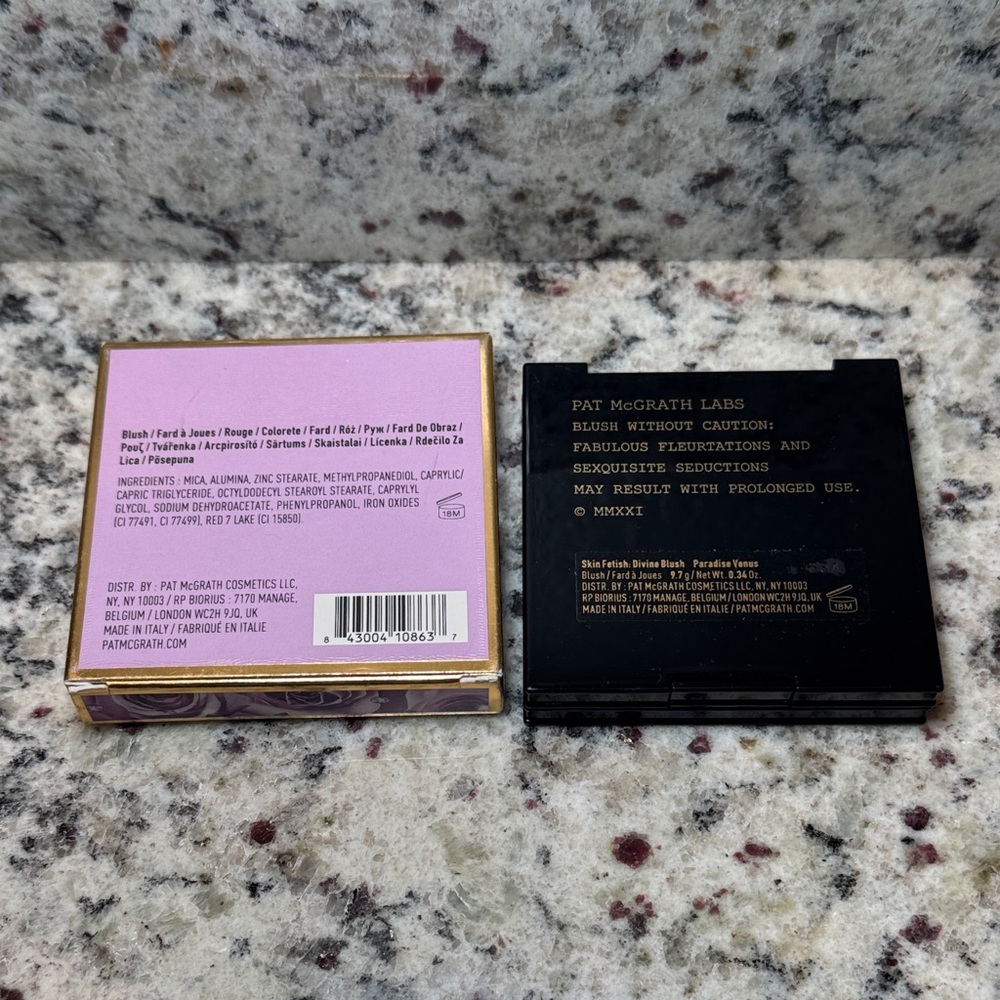 Blush / Fard à Joues / Rouge / Colorete / Fard / Róż / Руж / Fard De Obraz /
Ρουζ / Tvářenka / Arcpirosító / Sārtums / Skaistalai / Lícenka / Rdečilo Za
Lica / Põsepuna
INGREDIENTS : MICA, ALUMINA, ZINC STEARATE, METHYLPROPANEDIOL, CAPRYLIC/
CAPRIC TRIGLYCERIDE, OCTYLDODECYL STEAROYL STEARATE, CAPRYLYL
GLYCOL, SODIUM DEHYDROACETATE, PHENYLPROPANOL, IRON OXIDES
(CI 77491, CI 77499), RED 7 LAKE (CI 15850).
18M
DISTR. BY : PAT McGRATH COSMETICS LLC,
NY, NY 10003 / RP BIORIUS : 7170 MANAGE,
BELGIUM / LONDON WC2H 9JQ, UK
MADE IN ITALY / FABRIQUÉ EN ITALIE
PATMCGRATH.COM
8 43004 10863 7
PAT McGRATH LABS
BLUSH WITHOUT CAUTION:
FABULOUS FLEURTATIONS AND
SEXQUISITE SEDUCTIONS
MAY RESULT WITH PROLONGED USE.
© MMXXI
Skin Fetish: Divine Blush Paradise Venus
Blush / Fard à Joues 9.7 g / Net Wt. 0.34 Oz.
DISTR. BY : PAT McGRATH COSMETICS LLC, NY, NY 10003
RP BIORIUS : 7170 MANAGE, BELGIUM / LONDON WC2H 9JQ, UK
MADE IN ITALY / FABRIQUÉ EN ITALIE / PATMCGRATH.COM
18M